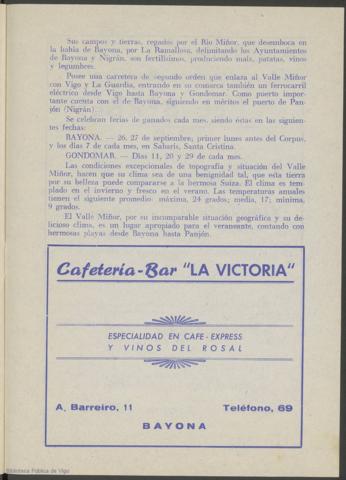 Sus campos y tierras, regados por el Río Miñor, que desemboca en
la bahía de Bayona, por La Ramallosa, delimitando los Ayuntamientos
de Bayona y Nigrán, son fertilísimos, produciendo maíz, patatas, vinos
y legumbres.
Posee una carretera de segundo orden que enlaza al Valle Miñor
con Vigo y La Guardia, entrando en su comarca también un ferrocarril
eléctrico desde Vigo hasta Bayona y Gondomar. Como puerto impor-
tante cuenta con el de Bayona, siguiendo en méritos el puerto de Pan-
jón (Nigrán).
Se celebran ferias de ganados cada mes, siendo éstas en las siguien-
tes fechas:
BAYONA. — 26, 27 de septiembre; primer lunes antes del Corpus,
y los días 7 de cada mes, en Sabarís, Santa Cristina.
GONDOMAR. — Días 11, 20 y 29 de cada mes.
Las condiciones excepcionales de topografía y situación del Valle
Miñor, hacen que su clima sea de una benignidad tal, que esta tierra
por su belleza puede compararse a la hermosa Suiza. El clima es tem-
plado en el invierno y fresco en el verano. Las temperaturas anuales
tienen el siguiente promedio: máxima, 24 grados; media, 17; mínima,
9 grados.
El Valle Miñor, por su incomparable situación geográfica y su de-
licioso clima, es un lugar apropiado para el veraneante, contando con
hermosas playas desde Bayona hasta Panjón.
Cafetería-Bar "LA VICTORIA"
ESPECIALIDAD EN CAFE-EXPRESS
Y VINOS DEL ROSAL
A. Barreiro, 11 Teléfono, 69
BAYONA
Biblioteca Pública de Vigo